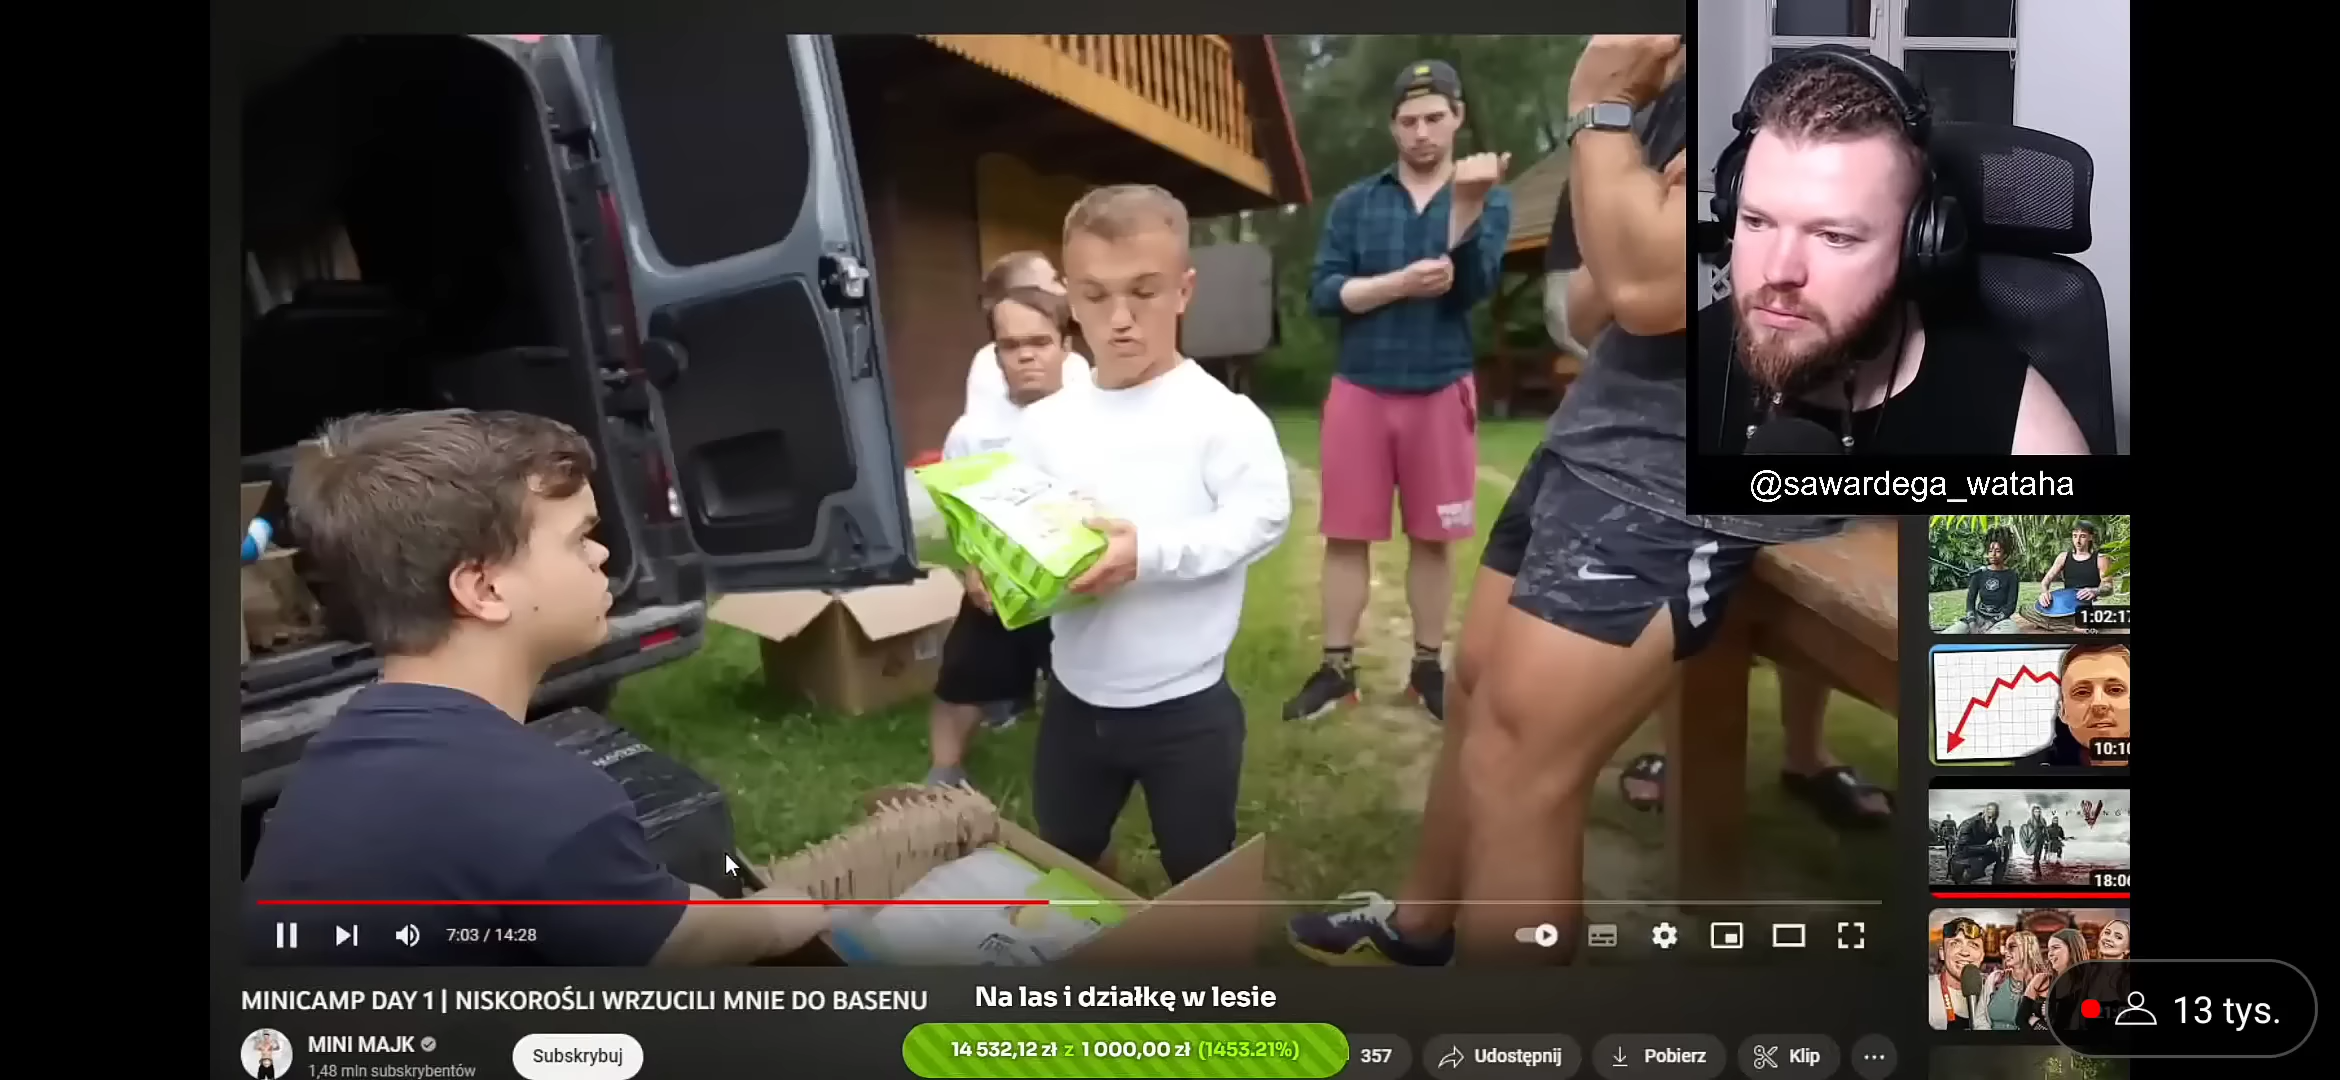 @sawardega_wataha
1:02:17
10:10
18:06
7:03 / 14:28
MINICAMP DAY 1 | NISKOROŚLI WRZUCILI MNIE DO BASENU
Na las i działkę w lesie
14 532,12 zł z 1 000,00 zł (1453.21%)
MINI MAJK
1,48 mln subskrybentów
Subskrybuj
357
Udostępnij
Pobierz
Klip
13 tys.